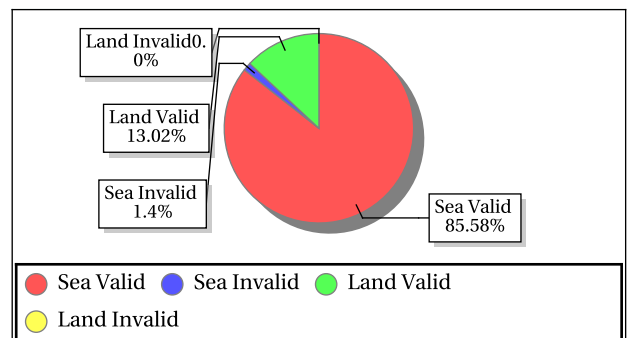 Land Invalid0.
0%
Land Valid
13.02%
Sea Invalid
1.4%
Sea Valid
85.58%
Sea Valid Sea Invalid Land Valid
Land Invalid